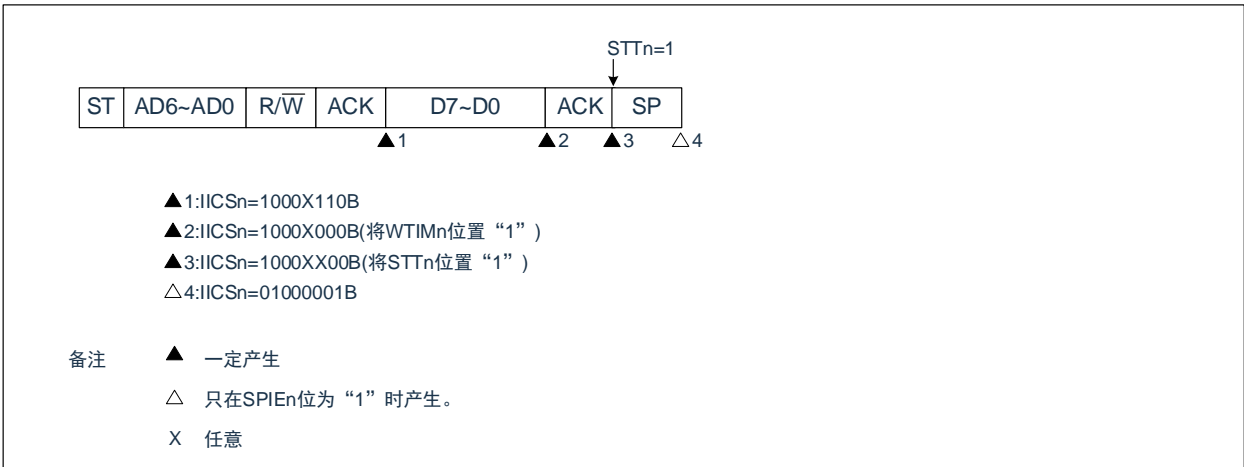 STTn=1
ST AD6~AD0 R/W ACK D7~D0 ACK SP
▲1 ▲2 ▲3 △4
▲1:IICSn=1000X110B
▲2:IICSn=1000X000B(将WTIMn位置“1”)
▲3:IICSn=1000XX00B(将STTn位置“1”)
△4:IICSn=01000001B
备注 ▲ 一定产生
△ 只在SPIEn位为“1”时产生。
X 任意